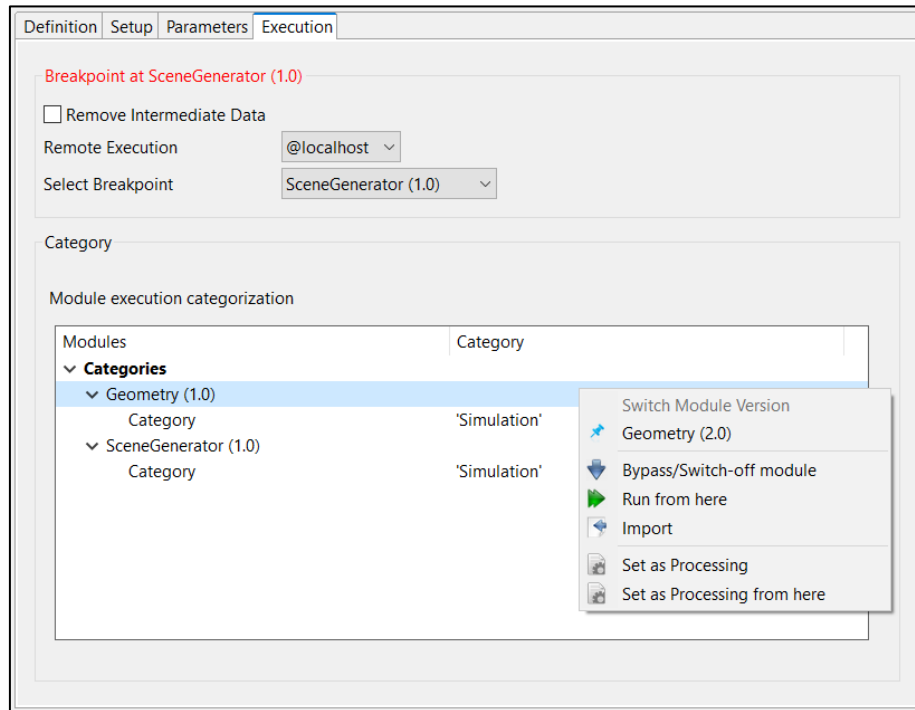 Definition Setup Parameters Execution
Breakpoint at SceneGenerator (1.0)
Remove Intermediate Data
Remote Execution @localhost
Select Breakpoint SceneGenerator (1.0)
Category
Module execution categorization
Modules Category
Categories
Geometry (1.0)
Category 'Simulation'
SceneGenerator (1.0)
Category 'Simulation'
Switch Module Version
Geometry (2.0)
Bypass/Switch-off module
Run from here
Import
Set as Processing
Set as Processing from here